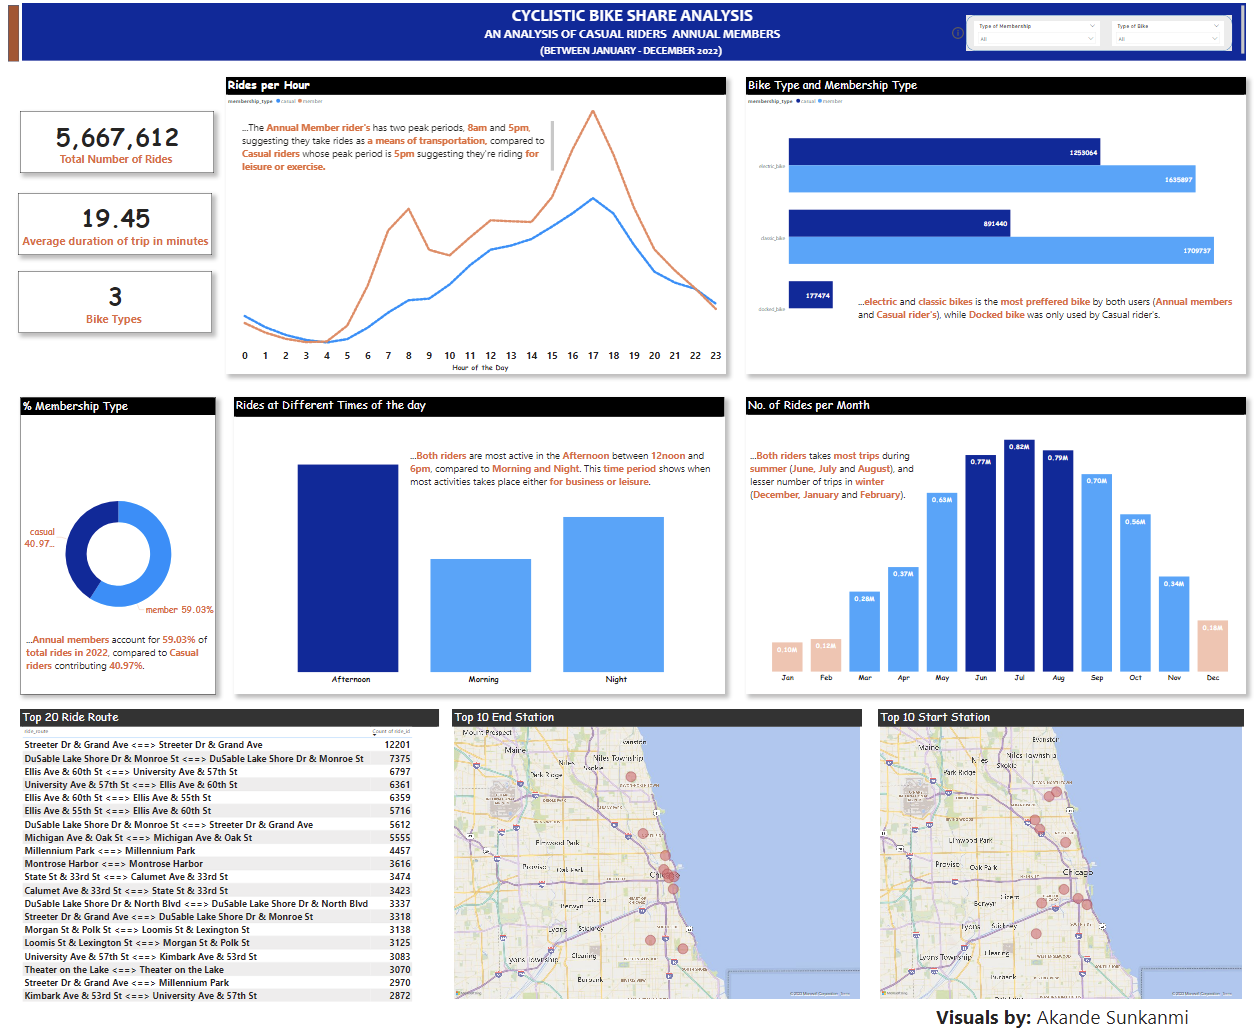 CYCLISTIC BIKE SHARE ANALYSIS
AN ANALYSIS OF CASUAL RIDERS ANNUAL MEMBERS
(BETWEEN JANUARY - DECEMBER 2022)
Type of Membership
All
Type of Bike
All
5,667,612
Total Number of Rides
19.45
Average duration of trip in minutes
3
Bike Types
Rides per Hour
membership_type casual member
...The Annual Member rider's has two peak periods, 8am and 5pm,
suggesting they take rides as a means of transportation, compared to
Casual riders whose peak period is 5pm suggesting they're riding for
leisure or exercise.
0 1 2 3 4 5 6 7 8 9 10 11 12 13 14 15 16 17 18 19 20 21 22 23
Hour of the Day
Bike Type and Membership Type
membership_type casual member
electric_bike
1253064
1635897
classic_bike
891440
1709737
docked_bike
177474
...electric and classic bikes is the most preffered bike by both users (Annual members
and Casual rider's), while Docked bike was only used by Casual rider's.
% Membership Type
casual
40.97...
member 59.03%
...Annual members account for 59.03% of
total rides in 2022, compared to Casual
riders contributing 40.97%.
Rides at Different Times of the day
...Both riders are most active in the Afternoon between 12noon and
6pm, compared to Morning and Night. This time period shows when
most activities takes place either for business or leisure.
Afternoon Morning Night
No. of Rides per Month
...Both riders takes most trips during
summer (June, July and August), and
lesser number of trips in winter
(December, January and February).
0.10M 0.12M 0.28M 0.37M 0.63M 0.77M 0.82M 0.79M 0.70M 0.56M 0.34M 0.18M
Jan Feb Mar Apr May Jun Jul Aug Sep Oct Nov Dec
Top 20 Ride Route
ride_route Count of ride_id
Streeter Dr & Grand Ave <==> Streeter Dr & Grand Ave 12201
DuSable Lake Shore Dr & Monroe St <==> DuSable Lake Shore Dr & Monroe St 7375
Ellis Ave & 60th St <==> University Ave & 57th St 6797
University Ave & 57th St <==> Ellis Ave & 60th St 6361
Ellis Ave & 60th St <==> Ellis Ave & 55th St 6359
Ellis Ave & 55th St <==> Ellis Ave & 60th St 5716
DuSable Lake Shore Dr & Monroe St <==> Streeter Dr & Grand Ave 5612
Michigan Ave & Oak St <==> Michigan Ave & Oak St 5555
Millennium Park <==> Millennium Park 4457
Montrose Harbor <==> Montrose Harbor 3616
State St & 33rd St <==> Calumet Ave & 33rd St 3474
Calumet Ave & 33rd St <==> State St & 33rd St 3423
DuSable Lake Shore Dr & North Blvd <==> DuSable Lake Shore Dr & North Blvd 3337
Streeter Dr & Grand Ave <==> DuSable Lake Shore Dr & Monroe St 3318
Morgan St & Polk St <==> Loomis St & Lexington St 3138
Loomis St & Lexington St <==> Morgan St & Polk St 3125
University Ave & 57th St <==> Kimbark Ave & 53rd St 3083
Theater on the Lake <==> Theater on the Lake 3070
Streeter Dr & Grand Ave <==> Millennium Park 2970
Kimbark Ave & 53rd St <==> University Ave & 57th St 2872
Top 10 End Station
Mount Prospect
Evanston
Maine
Niles Township
Skokie
Park Ridge
Elmwood Park
Proviso
Oak Park
Chicago
Cicero
Berwyn
Lyons
Stickney
Lyons Township
Clearing
Burbank
Top 10 Start Station
Evanston
Maine
Niles
Niles Township
Skokie
Park Ridge
Elmwood Park
Proviso
Oak Park
Chicago
Cicero
Berwyn
Lyons
Stickney
Lyons Township
Clearing
Burbank
Visuals by: Akande Sunkanmi